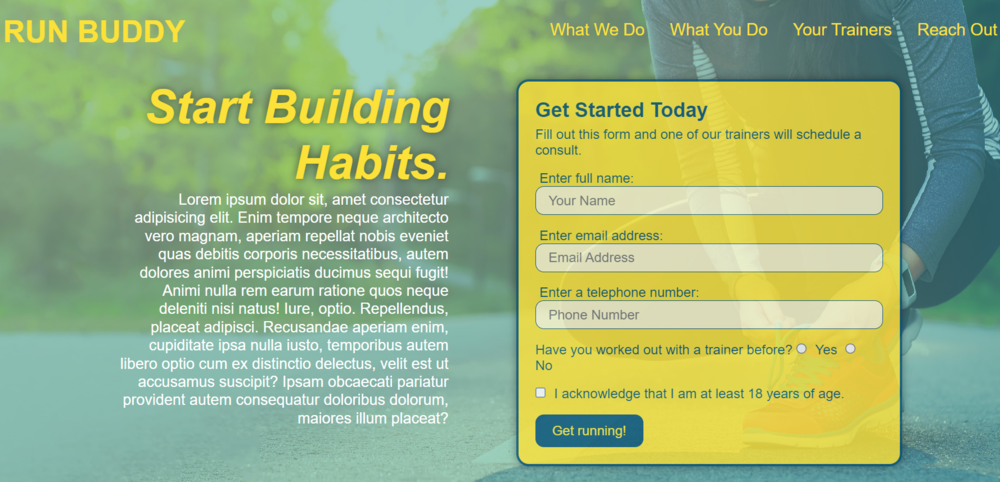 RUN BUDDY
What We Do What You Do Your Trainers Reach Out
Start Building
Habits.
Lorem ipsum dolor sit, amet consectetur
adipisicing elit. Enim tempore neque architecto
vero magnam, aperiam repellat nobis eveniet
quas debitis corporis necessitatibus, autem
dolores animi perspiciatis ducimus sequi fugit!
Animi nulla rem earum ratione quos neque
deleniti nisi natus! Iure, optio. Repellendus,
placeat adipisci. Recusandae aperiam enim,
cupiditate ipsa nulla iusto, temporibus autem
libero optio cum ex distinctio delectus, velit est ut
accusamus suscipit? Ipsam obcaecati pariatur
provident autem consequatur doloribus dolorum,
maiores illum placeat?
Get Started Today
Fill out this form and one of our trainers will schedule a
consult.
Enter full name:
Your Name
Enter email address:
Email Address
Enter a telephone number:
Phone Number
Have you worked out with a trainer before? Yes
No
I acknowledge that I am at least 18 years of age.
Get running!